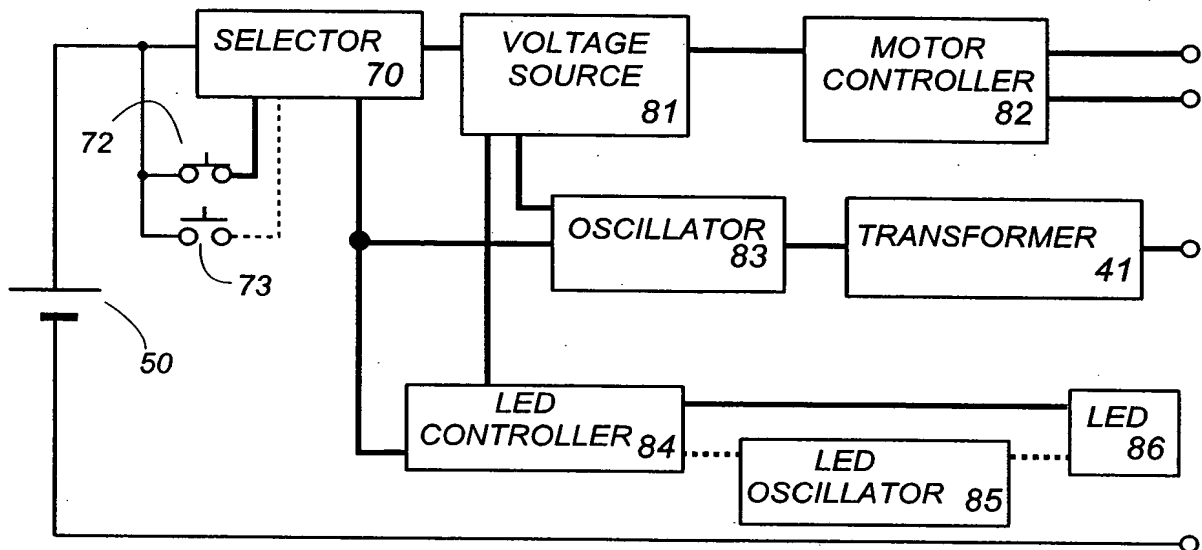 SELECTOR
70
VOLTAGE
SOURCE
81
MOTOR
CONTROLLER
82
72
73
50
OSCILLATOR
83
TRANSFORMER
41
LED
CONTROLLER 84
LED
OSCILLATOR 85
LED
86